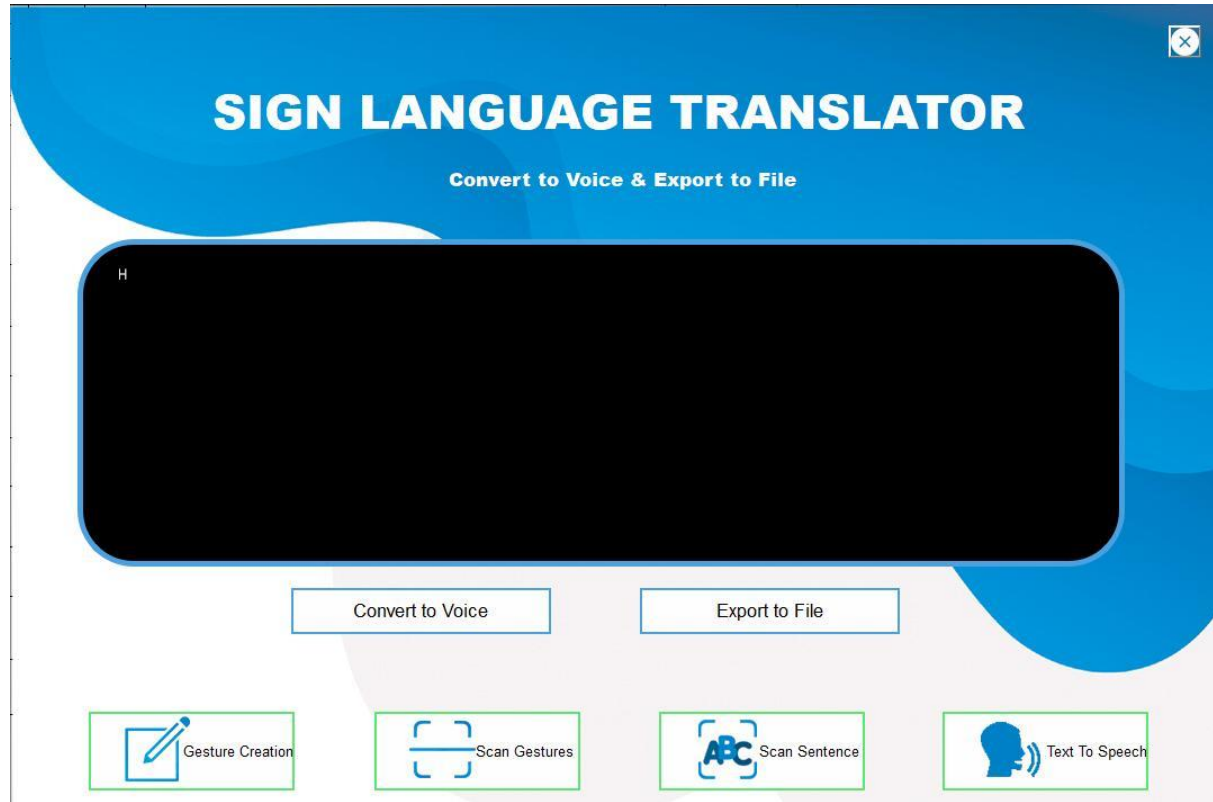 SIGN LANGUAGE TRANSLATOR
Convert to Voice & Export to File
H
Convert to Voice
Export to File
Gesture Creation
Scan Gestures
ABC
Scan Sentence
Text To Speech